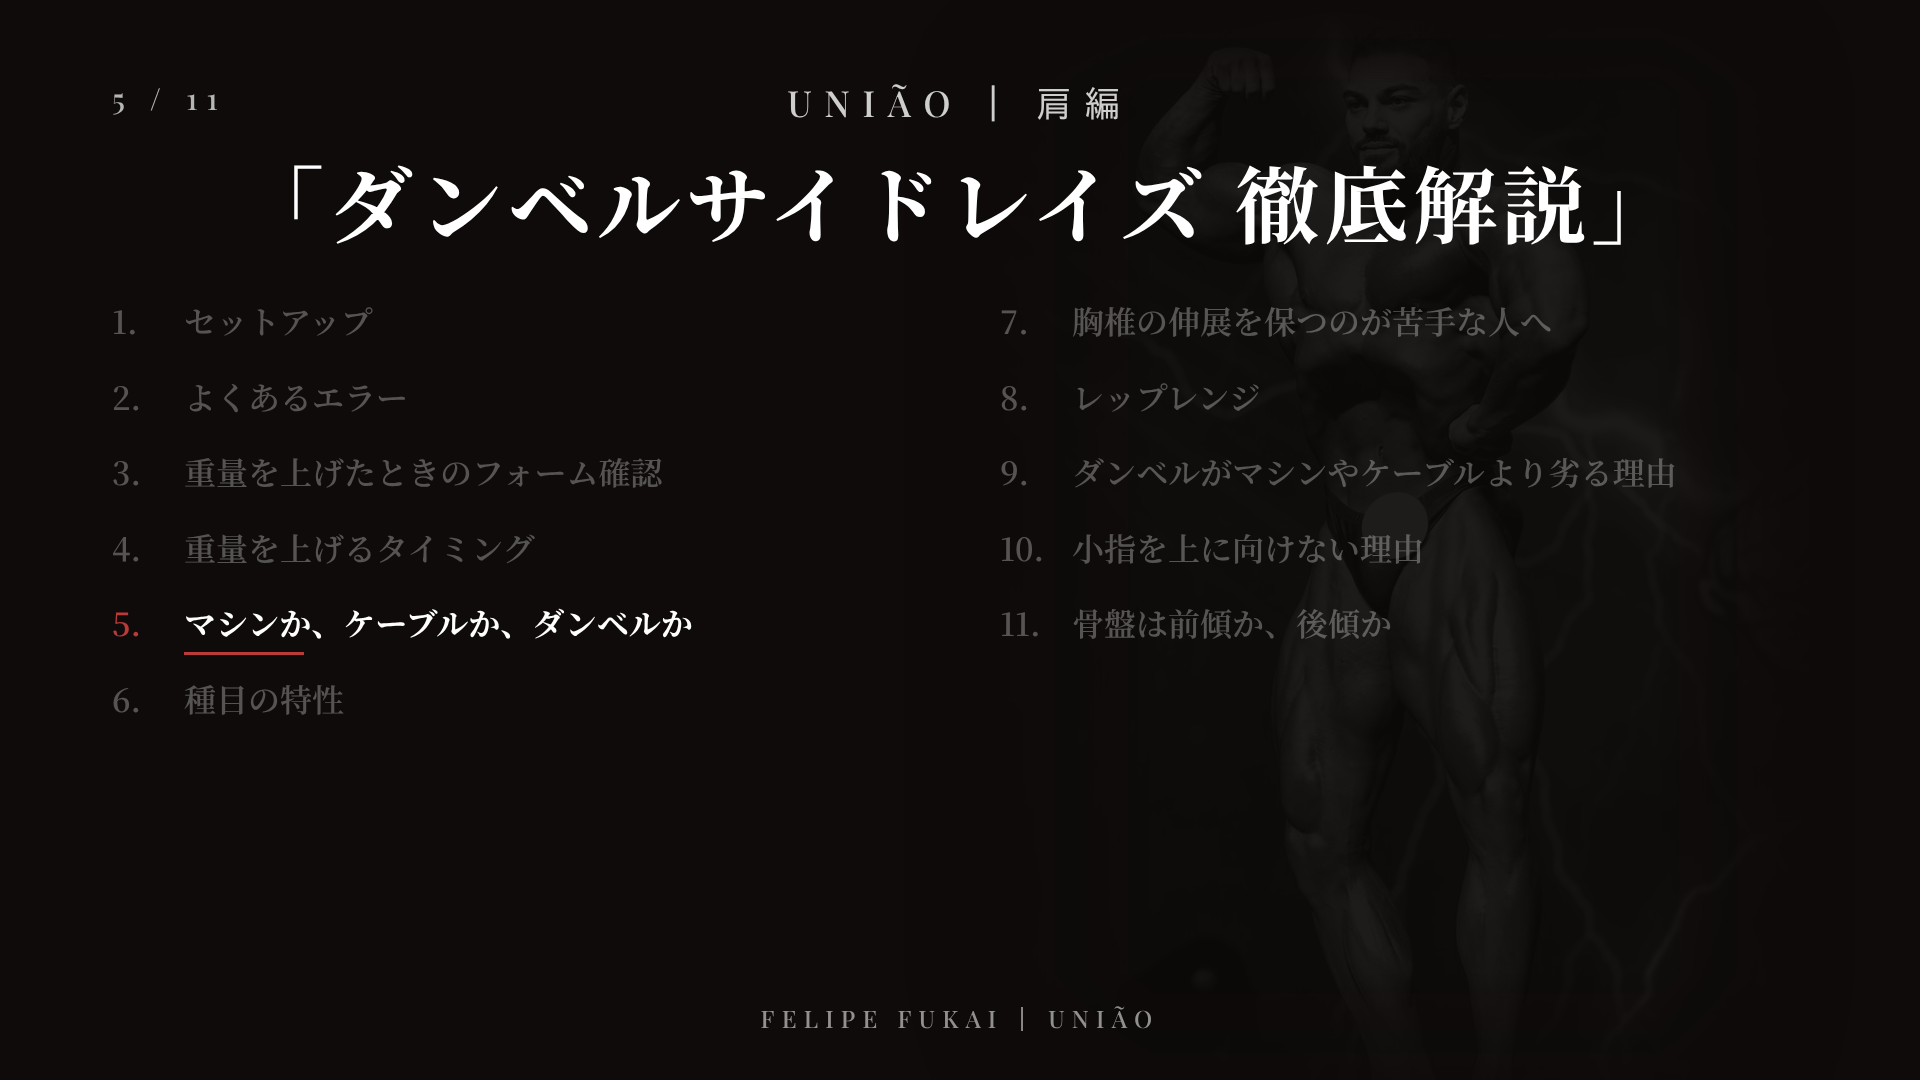 5 / 11
UNIÃO | 肩編
「ダンベルサイドレイズ 徹底解説」
1. セットアップ
2. よくあるエラー
3. 重量を上げたときのフォーム確認
4. 重量を上げるタイミング
5. マシンか、ケーブルか、ダンベルか
6. 種目の特性
7. 胸椎の伸展を保つのが苦手な人へ
8. レップレンジ
9. ダンベルがマシンやケーブルより劣る理由
10. 小指を上に向けない理由
11. 骨盤は前傾か、後傾か
FELIPE FUKAI | UNIÃO